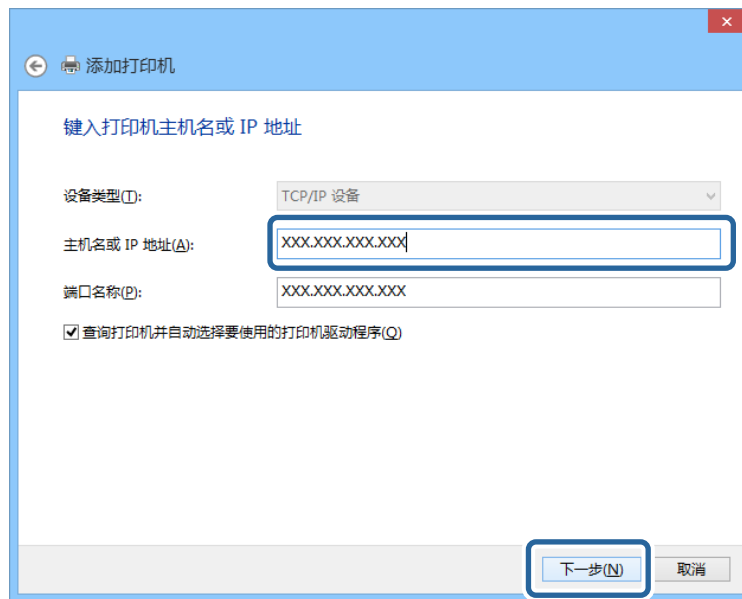 添加打印机
键入打印机主机名或 IP 地址
设备类型(T): TCP/IP 设备
主机名或 IP 地址(A): XXX.XXX.XXX.XXX
端口名称(P): XXX.XXX.XXX.XXX
查询打印机并自动选择要使用的打印机驱动程序(Q)
下一步(N) 取消